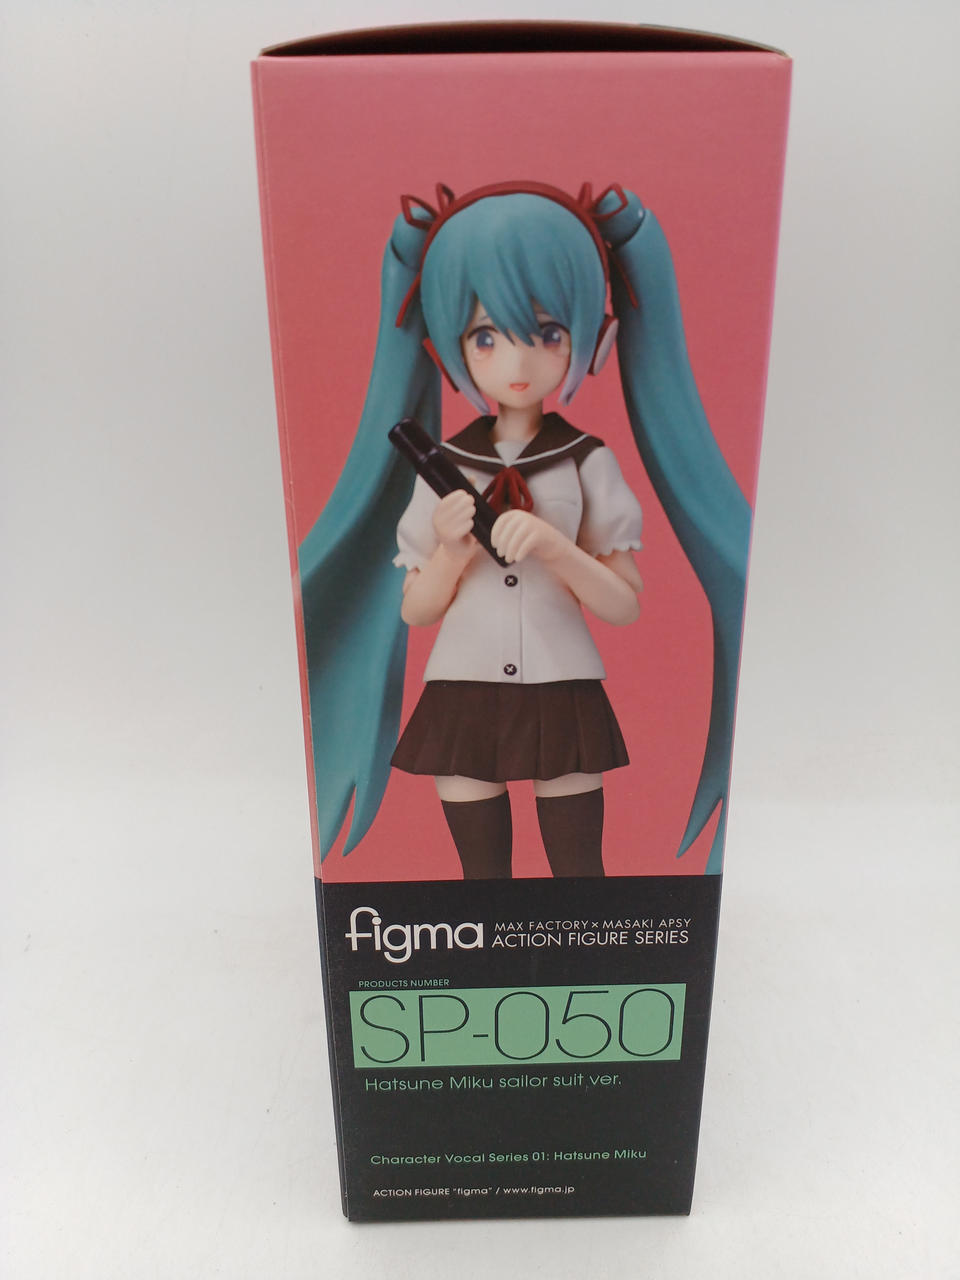 figma
MAX FACTORY×MASAKI APSY
ACTION FIGURE SERIES
PRODUCTS NUMBER
SP-050
Hatsune Miku sailor suit ver.
Character Vocal Series 01: Hatsune Miku
ACTION FIGURE "figma" / www.figma.jp